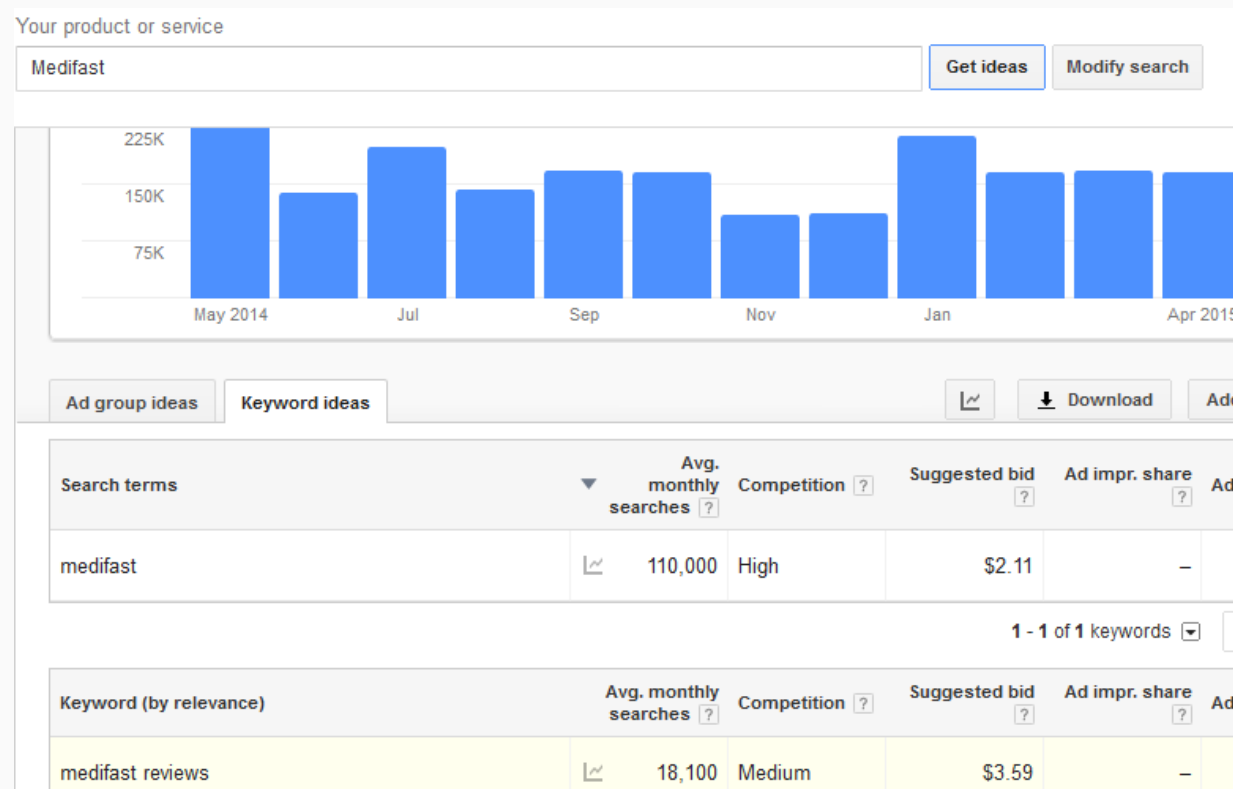 Your product or service
Medifast
Get ideas
Modify search
225K
150K
75K
May 2014
Jul
Sep
Nov
Jan
Apr 2015
Ad group ideas
Keyword ideas
Download
Ad
Search terms
Avg. monthly searches ?
Competition ?
Suggested bid ?
Ad impr. share ?
Ad
medifast
110,000
High
$2.11
–
1 - 1 of 1 keywords
Keyword (by relevance)
Avg. monthly searches ?
Competition ?
Suggested bid ?
Ad impr. share ?
Ad
medifast reviews
18,100
Medium
$3.59
–